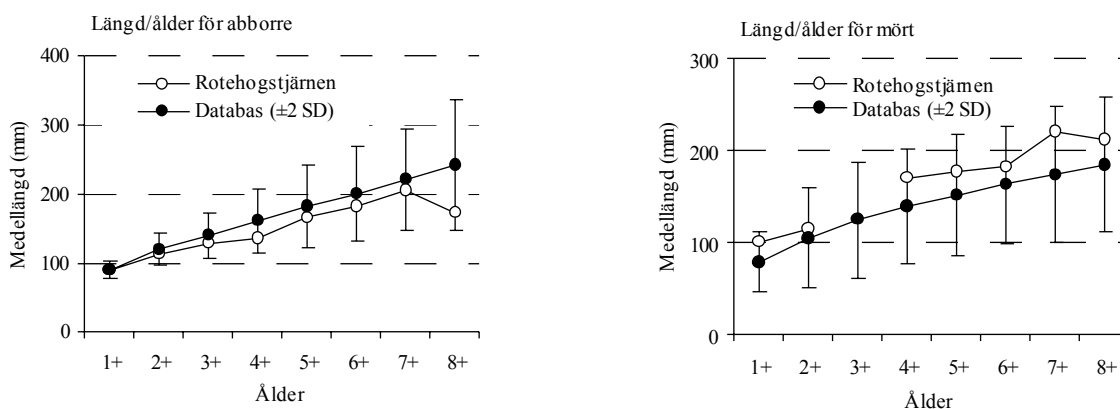 Längd/ålder för abborre
400
300
200
100
0
Medellängd (mm)
Rotehogstjärnen
Databas (±2 SD)
1+ 2+ 3+ 4+ 5+ 6+ 7+ 8+
Ålder
Längd/ålder för mört
300
200
100
0
Medellängd (mm)
Rotehogstjärnen
Databas (±2 SD)
1+ 2+ 3+ 4+ 5+ 6+ 7+ 8+
Ålder